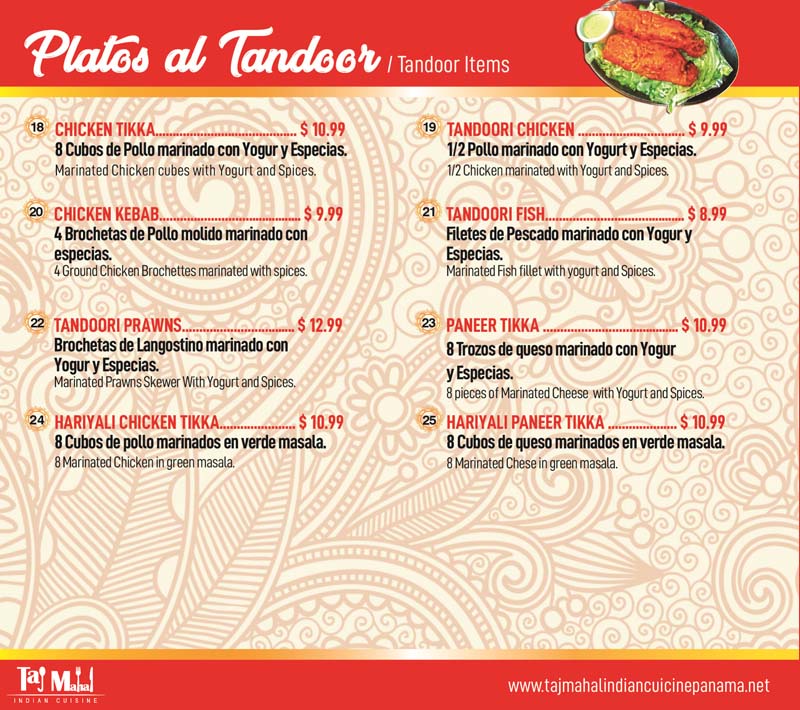 Platos al Tandoor / Tandoor Items
18 CHICKEN TIKKA................................................ $ 10.99
8 Cubos de Pollo marinado con Yogur y Especias.
Marinated Chicken cubes with Yogurt and Spices.
19 TANDOORI CHICKEN .................................... $ 9.99
1/2 Pollo marinado con Yogurt y Especias.
1/2 Chicken marinated with Yogurt and Spices.
20 CHICKEN KEBAB................................................ $ 9.99
4 Brochetas de Pollo molido marinado con
especias.
4 Ground Chicken Brochettes marinated with spices.
21 TANDOORI FISH............................................... $ 8.99
Filetes de Pescado marinado con Yogur y
Especias.
Marinated Fish fillet with yogurt and Spices.
22 TANDOORI PRAWNS...................................... $ 12.99
Brochetas de Langostino marinado con
Yogur y Especias.
Marinated Prawns Skewer With Yogurt and Spices.
23 PANEER TIKKA .............................................. $ 10.99
8 Trozos de queso marinado con Yogur
y Especias.
8 pieces of Marinated Cheese with Yogurt and Spices.
24 HARIYALI CHICKEN TIKKA.......................... $ 10.99
8 Cubos de pollo marinados en verde masala.
8 Marinated Chicken in green masala.
25 HARIYALI PANEER TIKKA ....................... $ 10.99
8 Cubos de queso marinados en verde masala.
8 Marinated Chese in green masala.
Taj Mahal
INDIAN CUISINE
www.tajmahalindiancuicinepanama.net